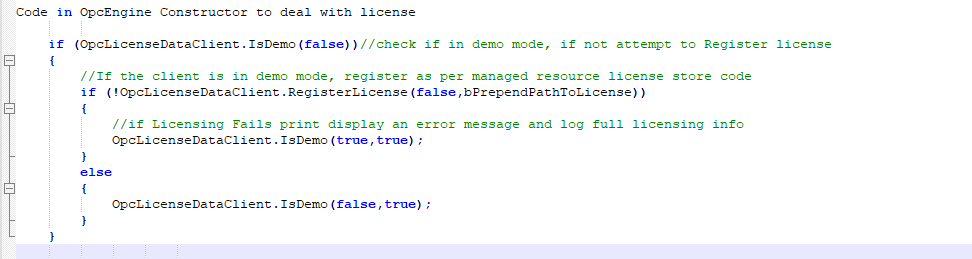 Code in OpcEngine Constructor to deal with license
if (OpcLicenseDataClient.IsDemo(false))//check if in demo mode, if not attempt to Register license
{
//If the client is in demo mode, register as per managed resource license store code
if (!OpcLicenseDataClient.RegisterLicense(false,bPrependPathToLicense))
{
//if Licensing Fails print display an error message and log full licensing info
OpcLicenseDataClient.IsDemo(true,true);
}
else
{
OpcLicenseDataClient.IsDemo(false,true);
}
}